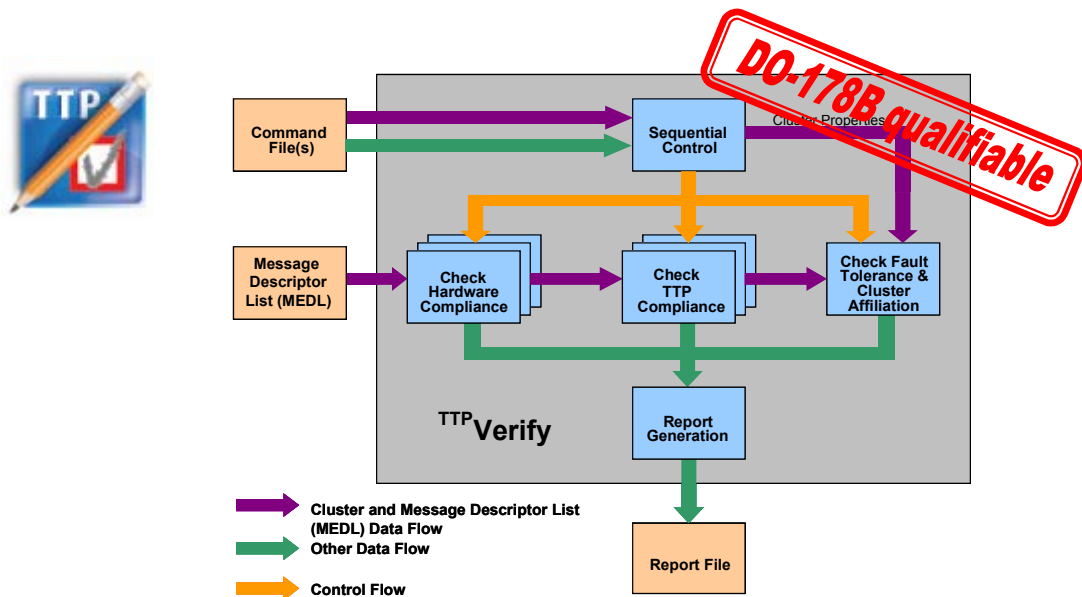 TTP
DO-178B qualifiable
Command
File(s)
Sequential
Control
Cluster Properties
Message
Descriptor
List (MEDL)
Check
Hardware
Compliance
Check
TTP
Compliance
Check Fault
Tolerance &
Cluster
Affiliation
TTPVerify
Report
Generation
Cluster and Message Descriptor List
(MEDL) Data Flow
Other Data Flow
Control Flow
Report File